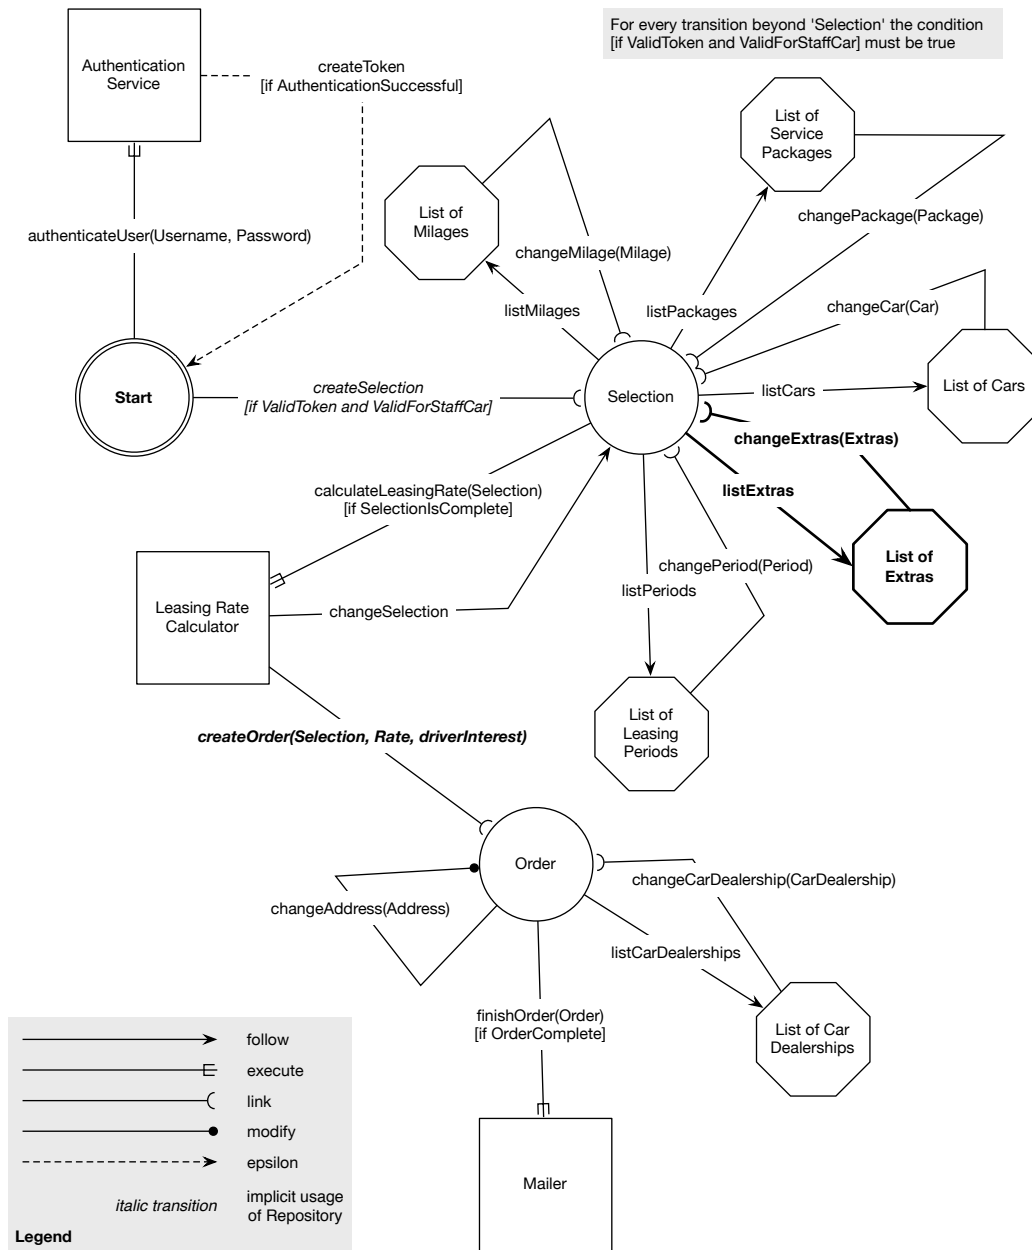 For every transition beyond 'Selection' the condition
[if ValidToken and ValidForStaffCar] must be true
Authentication
Service
createToken
[if AuthenticationSuccessful]
List of
Service
Packages
List of
Milages
authenticateUser(Username, Password)
changePackage(Package)
changeMilage(Milage)
listMilages
listPackages
changeCar(Car)
Start
createSelection
[if ValidToken and ValidForStaffCar]
Selection
listCars
List of Cars
changeExtras(Extras)
listExtras
calculateLeasingRate(Selection)
[if SelectionIsComplete]
List of
Extras
changePeriod(Period)
listPeriods
Leasing Rate
Calculator
changeSelection
List of
Leasing
Periods
createOrder(Selection, Rate, driverInterest)
Order
changeCarDealership(CarDealership)
changeAddress(Address)
listCarDealerships
finishOrder(Order)
[if OrderComplete]
List of Car
Dealerships
Mailer
follow
execute
link
modify
epsilon
italic transition
implicit usage
of Repository
Legend